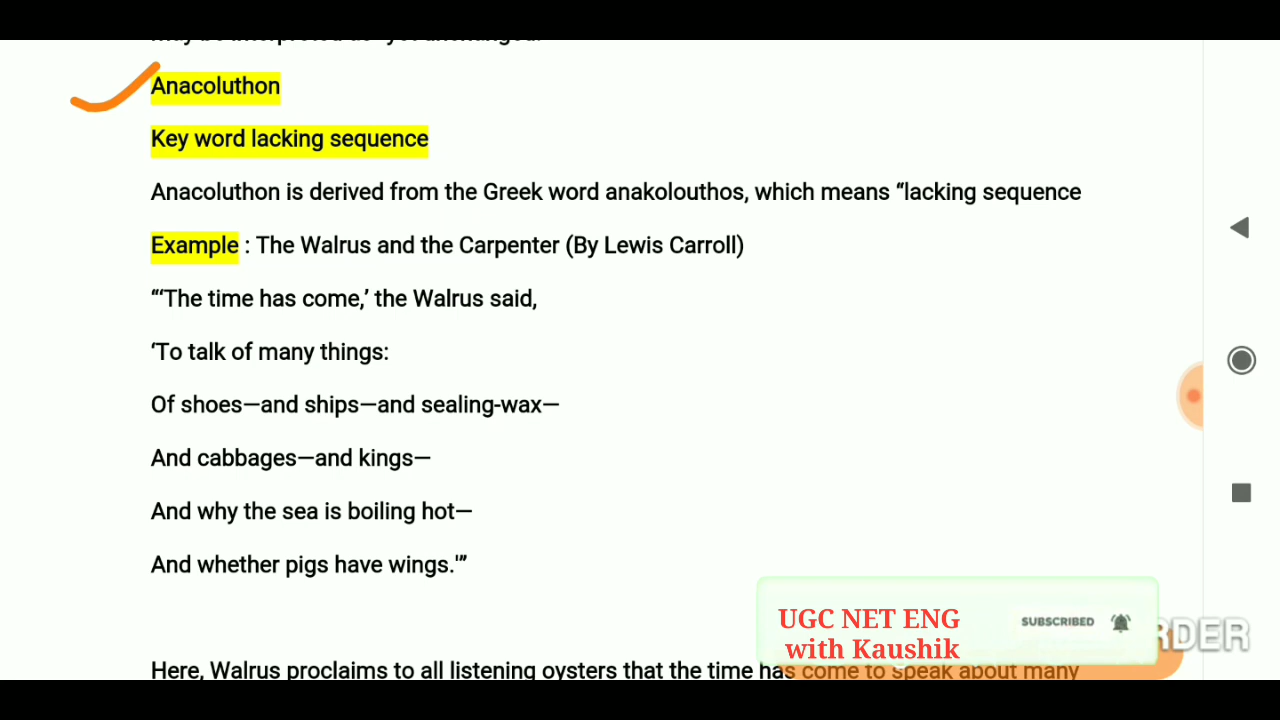 Anacoluthon
Key word lacking sequence
Anacoluthon is derived from the Greek word anakolouthos, which means “lacking sequence
Example : The Walrus and the Carpenter (By Lewis Carroll)
“‘The time has come,’ the Walrus said,
‘To talk of many things:
Of shoes—and ships—and sealing-wax—
And cabbages—and kings—
And why the sea is boiling hot—
And whether pigs have wings.'”
UGC NET ENG
with Kaushik
SUBSCRIBED
RDER
Here, Walrus proclaims to all listening oysters that the time has come to speak about many